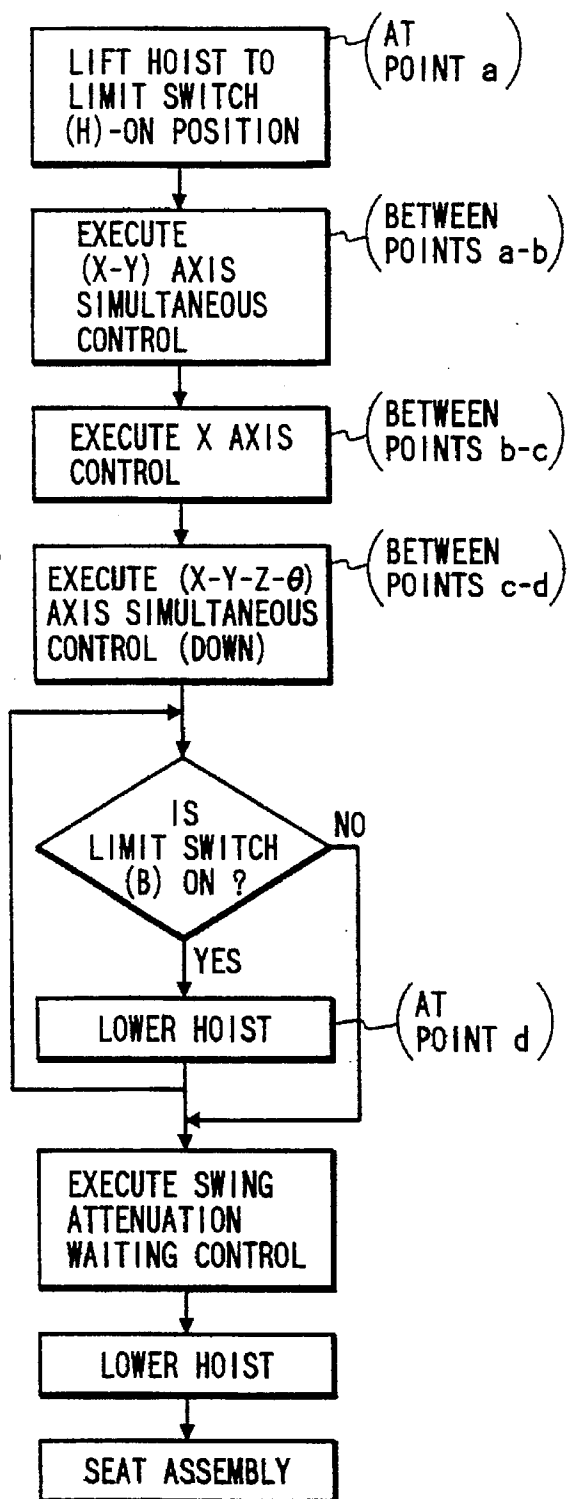 LIFT HOIST TO
LIMIT SWITCH
(H)-ON POSITION
(AT
POINT a)
EXECUTE
(X-Y) AXIS
SIMULTANEOUS
CONTROL
(BETWEEN
POINTS a-b)
EXECUTE X AXIS
CONTROL
(BETWEEN
POINTS b-c)
EXECUTE (X-Y-Z-θ)
AXIS SIMULTANEOUS
CONTROL (DOWN)
(BETWEEN
POINTS c-d)
IS
LIMIT SWITCH
(B) ON ?
NO
YES
LOWER HOIST
(AT
POINT d)
EXECUTE SWING
ATTENUATION
WAITING CONTROL
LOWER HOIST
SEAT ASSEMBLY